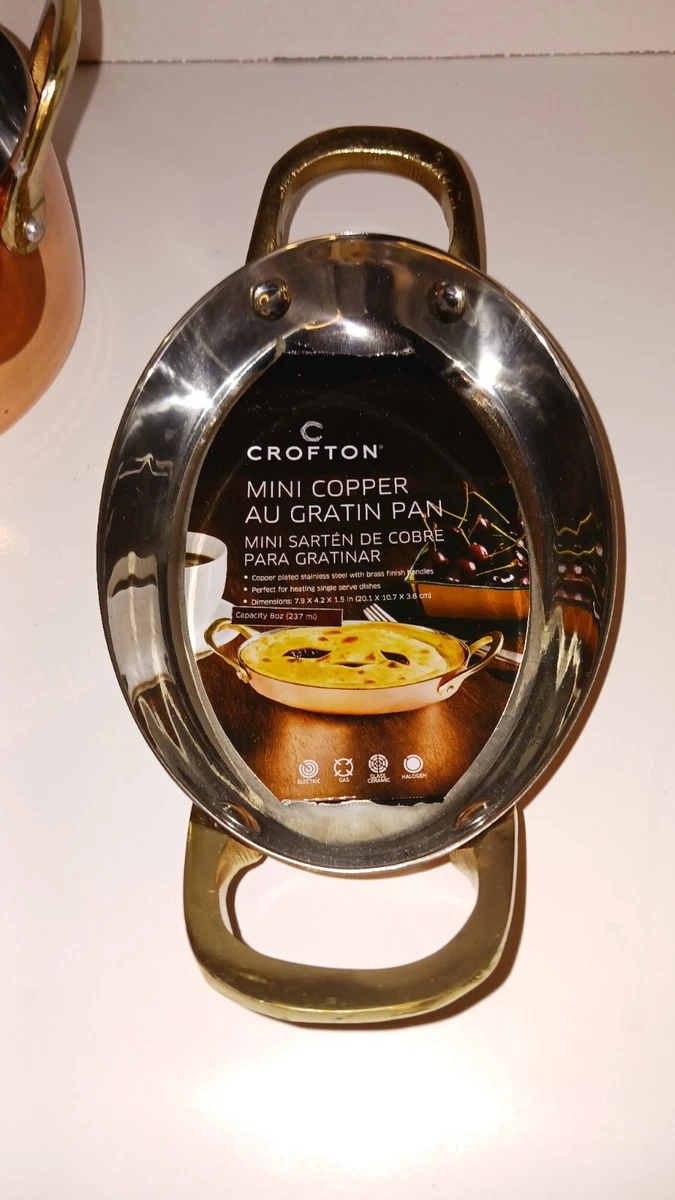 C
CROFTON®
MINI COPPER
AU GRATIN PAN
MINI SARTÉN DE COBRE
PARA GRATINAR
• Copper plated stainless steel with brass finish handles
• Perfect for heating single serve dishes
• Dimensions: 7.9 X 4.2 X 1.5 in (20.1 X 10.7 X 3.8 cm)
Capacity 8oz (237 ml)
ELECTRIC GAS GLASS CERAMIC HALOGEN